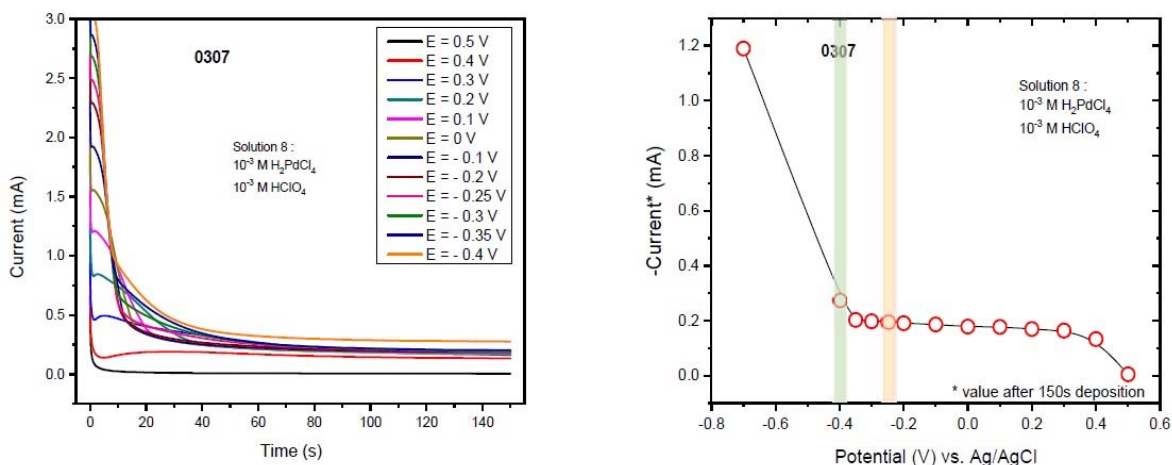 3.0
2.5
2.0
1.5
1.0
0.5
0.0
Current (mA)
0307
Solution 8 :
10⁻³ M H₂PdCl₄
10⁻³ M HClO₄
E = 0.5 V
E = 0.4 V
E = 0.3 V
E = 0.2 V
E = 0.1 V
E = 0 V
E = - 0.1 V
E = - 0.2 V
E = - 0.25 V
E = - 0.3 V
E = - 0.35 V
E = - 0.4 V
0 20 40 60 80 100 120 140
Time (s)
1.2
1.0
0.8
0.6
0.4
0.2
0.0
-Current* (mA)
0307
Solution 8 :
10⁻³ M H₂PdCl₄
10⁻³ M HClO₄
* value after 150s deposition
-0.8 -0.6 -0.4 -0.2 0.0 0.2 0.4 0.6
Potential (V) vs. Ag/AgCl